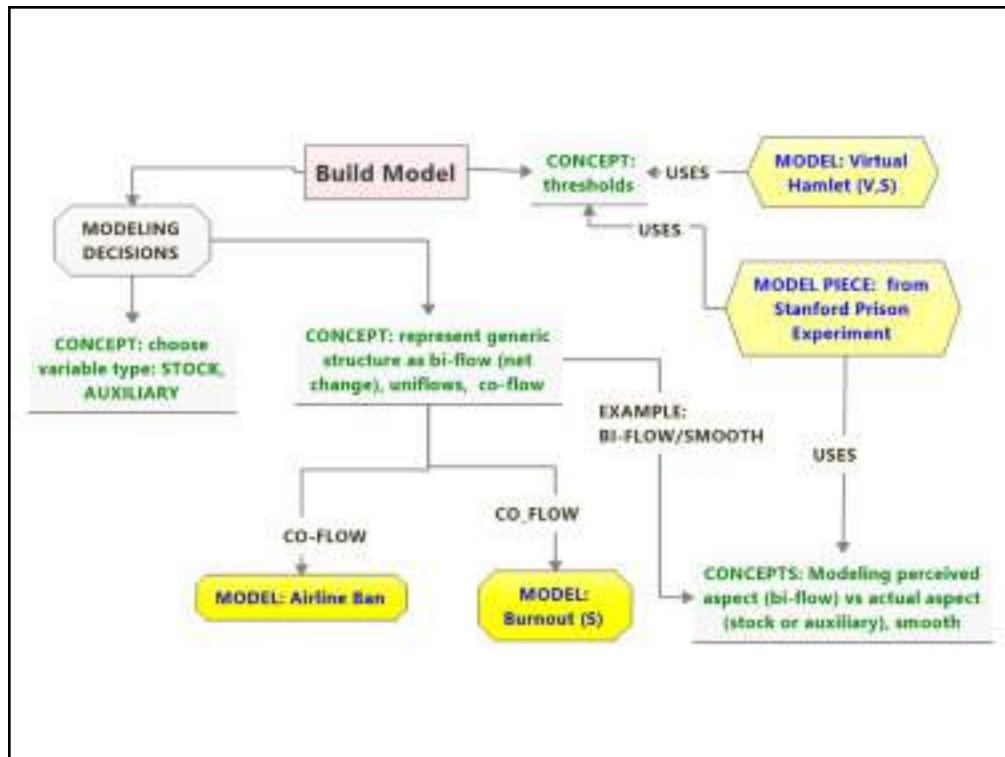 Build Model
CONCEPT:
thresholds
USES
MODEL: Virtual
Hamlet (V,S)
MODELING
DECISIONS
USES
MODEL PIECE: from
Stanford Prison
Experiment
CONCEPT: choose
variable type: STOCK,
AUXILIARY
CONCEPT: represent generic
structure as bi-flow (net
change), uniflows, co-flow
EXAMPLE:
BI-FLOW/SMOOTH
USES
CO-FLOW
CO_FLOW
MODEL: Airline Ban
MODEL:
Burnout (S)
CONCEPTS: Modeling perceived
aspect (bi-flow) vs actual aspect
(stock or auxiliary), smooth